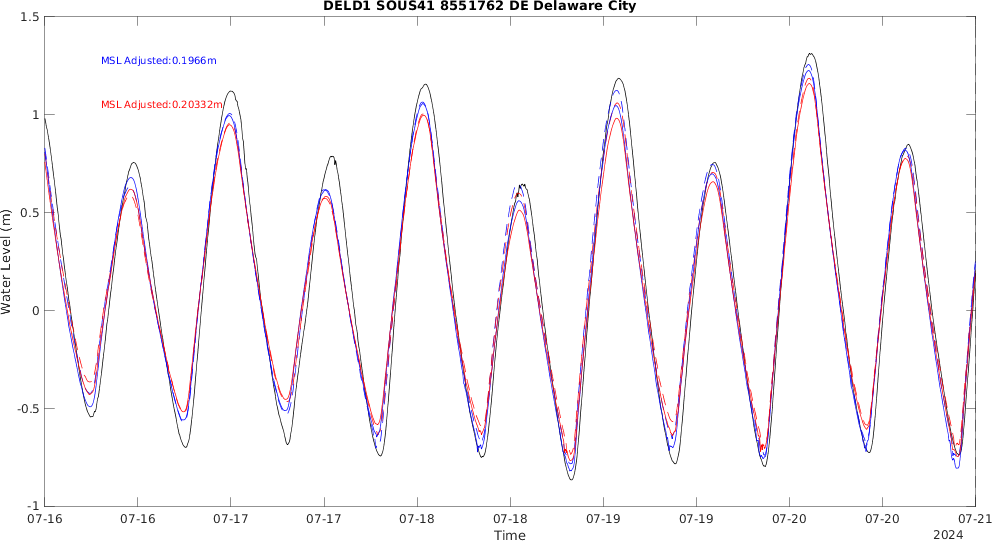 DELD1 SOUS41 8551762 DE Delaware City
1.5
MSL Adjusted:0.1966m
MSL Adjusted:0.20332m
1
0.5
Water Level (m)
0
-0.5
-1
07-16 07-16 07-17 07-17 07-18 07-18 07-19 07-19 07-20 07-20 07-21
Time
2024